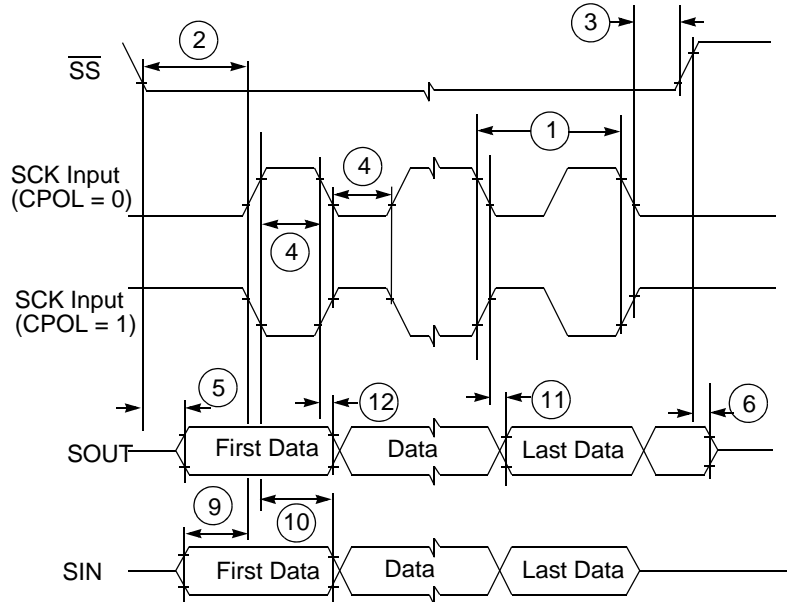 2
3
SS
1
SCK Input
(CPOL = 0)
4
4
SCK Input
(CPOL = 1)
5
12
11
6
SOUT
First Data
Data
Last Data
9
10
SIN
First Data
Data
Last Data